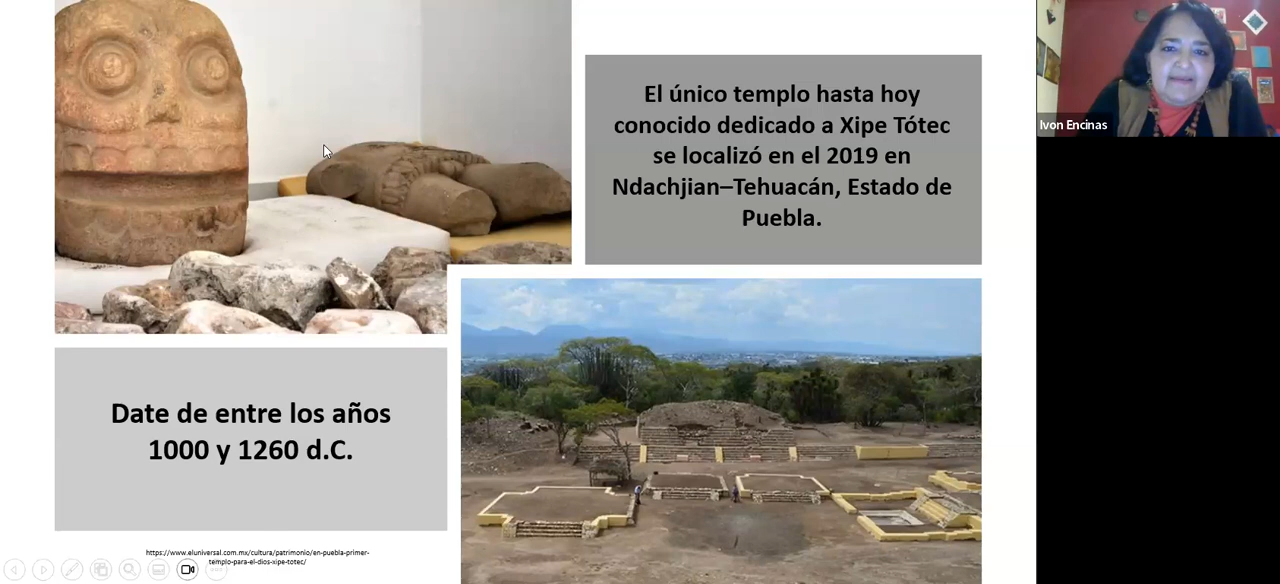 El único templo hasta hoy
conocido dedicado a Xipe Tótec
se localizó en el 2019 en
Ndachjian–Tehuacán, Estado de
Puebla.
Ivon Encinas
Date de entre los años
1000 y 1260 d.C.
https://www.eluniversal.com.mx/cultura/patrimonio/en-puebla-primer-
templo-para-el-dios-xipe-totec/